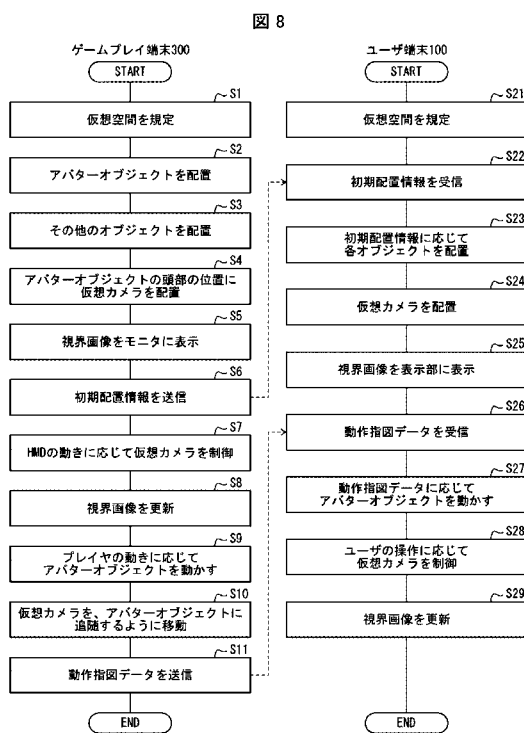 図 8
ゲームプレイ端末300
START
S1
仮想空間を規定
S2
アバターオブジェクトを配置
S3
その他のオブジェクトを配置
S4
アバターオブジェクトの頭部の位置に
仮想カメラを配置
S5
視界画像をモニタに表示
S6
初期配置情報を送信
S7
HMDの動きに応じて仮想カメラを制御
S8
視界画像を更新
S9
プレイヤの動きに応じて
アバターオブジェクトを動かす
S10
仮想カメラを、アバターオブジェクトに
追随するように移動
S11
動作指図データを送信
END
ユーザ端末100
START
S21
仮想空間を規定
S22
初期配置情報を受信
S23
初期配置情報に応じて
各オブジェクトを配置
S24
仮想カメラを配置
S25
視界画像を表示部に表示
S26
動作指図データを受信
S27
動作指図データに応じて
アバターオブジェクトを動かす
S28
ユーザの操作に応じて
仮想カメラを制御
S29
視界画像を更新
END